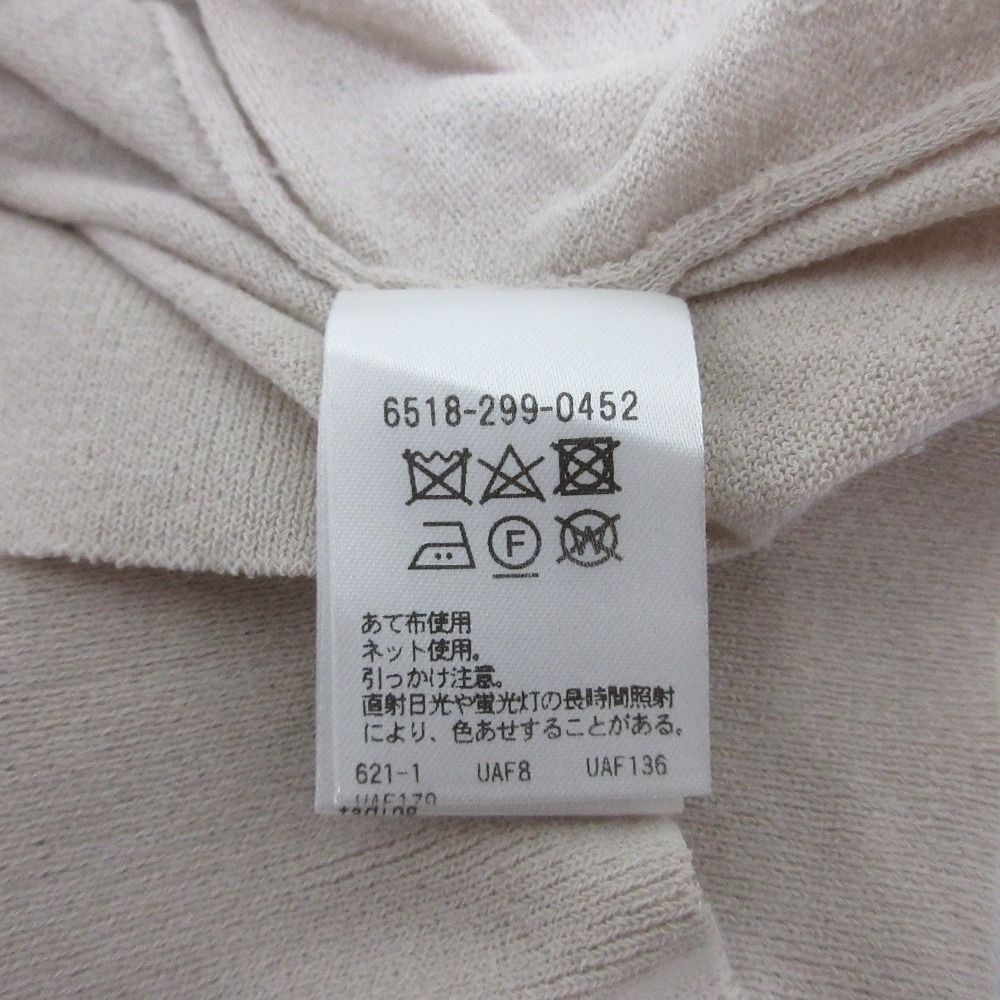 6518-299-0452
F W
あて布使用
ネット使用。
引っかけ注意。
直射日光や蛍光灯の長時間照射
により、色あせすることがある。
621-1 UAF8 UAF136